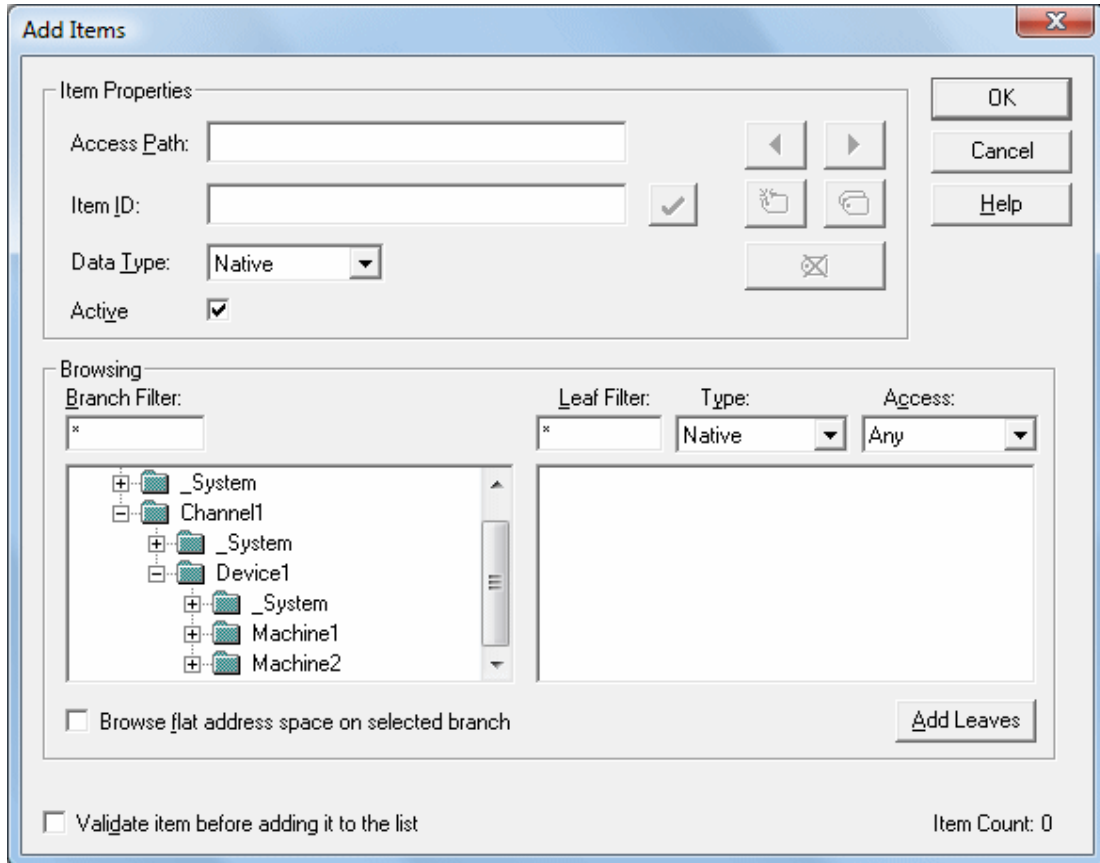 Add Items
Item Properties
OK
Access Path:
Cancel
Item ID:
Help
Data Type: Native
Active
Browsing
Branch Filter: Leaf Filter: Type: Access:
* * Native Any
_System
Channel1
_System
Device1
_System
Machine1
Machine2
Browse flat address space on selected branch Add Leaves
Validate item before adding it to the list Item Count: 0